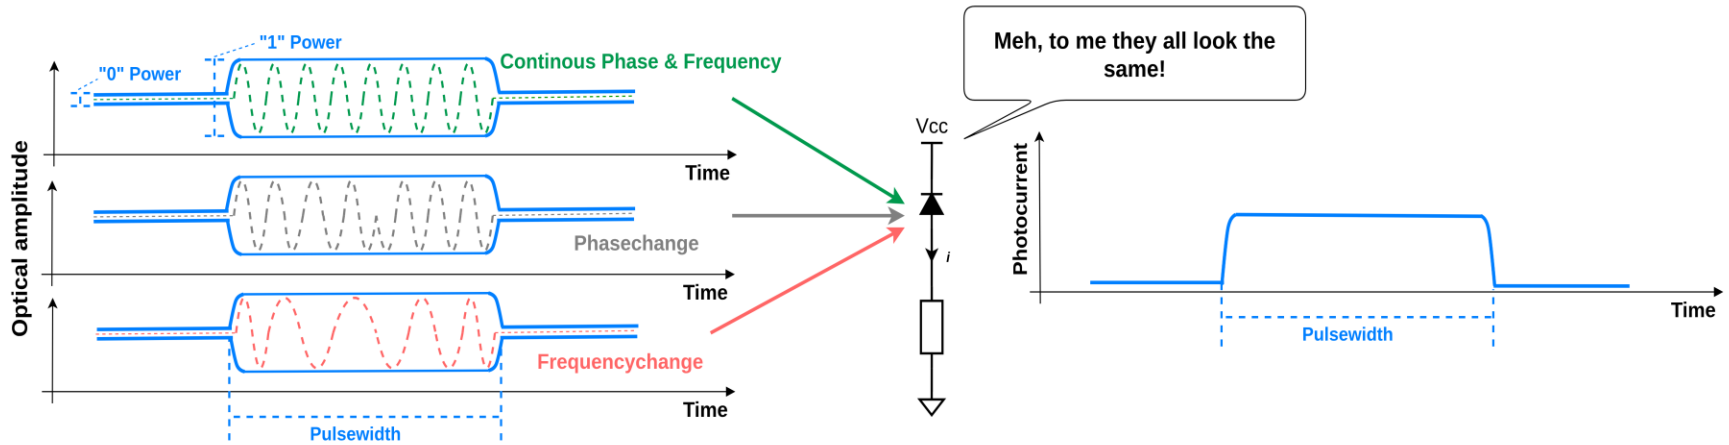 "1" Power
"0" Power
Continous Phase & Frequency
Time
Optical amplitude
Phasechange
Time
Frequencychange
Time
Pulsewidth
Meh, to me they all look the
same!
Vcc
i
Photocurrent
Time
Pulsewidth